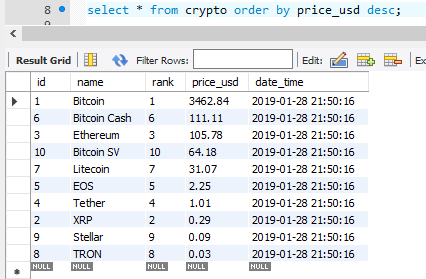 8 select * from crypto order by price_usd desc;
Result Grid Filter Rows: Edit:
id name rank price_usd date_time
1 Bitcoin 1 3462.84 2019-01-28 21:50:16
6 Bitcoin Cash 6 111.11 2019-01-28 21:50:16
3 Ethereum 3 105.78 2019-01-28 21:50:16
10 Bitcoin SV 10 64.18 2019-01-28 21:50:16
7 Litecoin 7 31.07 2019-01-28 21:50:16
5 EOS 5 2.25 2019-01-28 21:50:16
4 Tether 4 1.01 2019-01-28 21:50:16
2 XRP 2 0.29 2019-01-28 21:50:16
9 Stellar 9 0.09 2019-01-28 21:50:16
8 TRON 8 0.03 2019-01-28 21:50:16
NULL NULL NULL NULL NULL